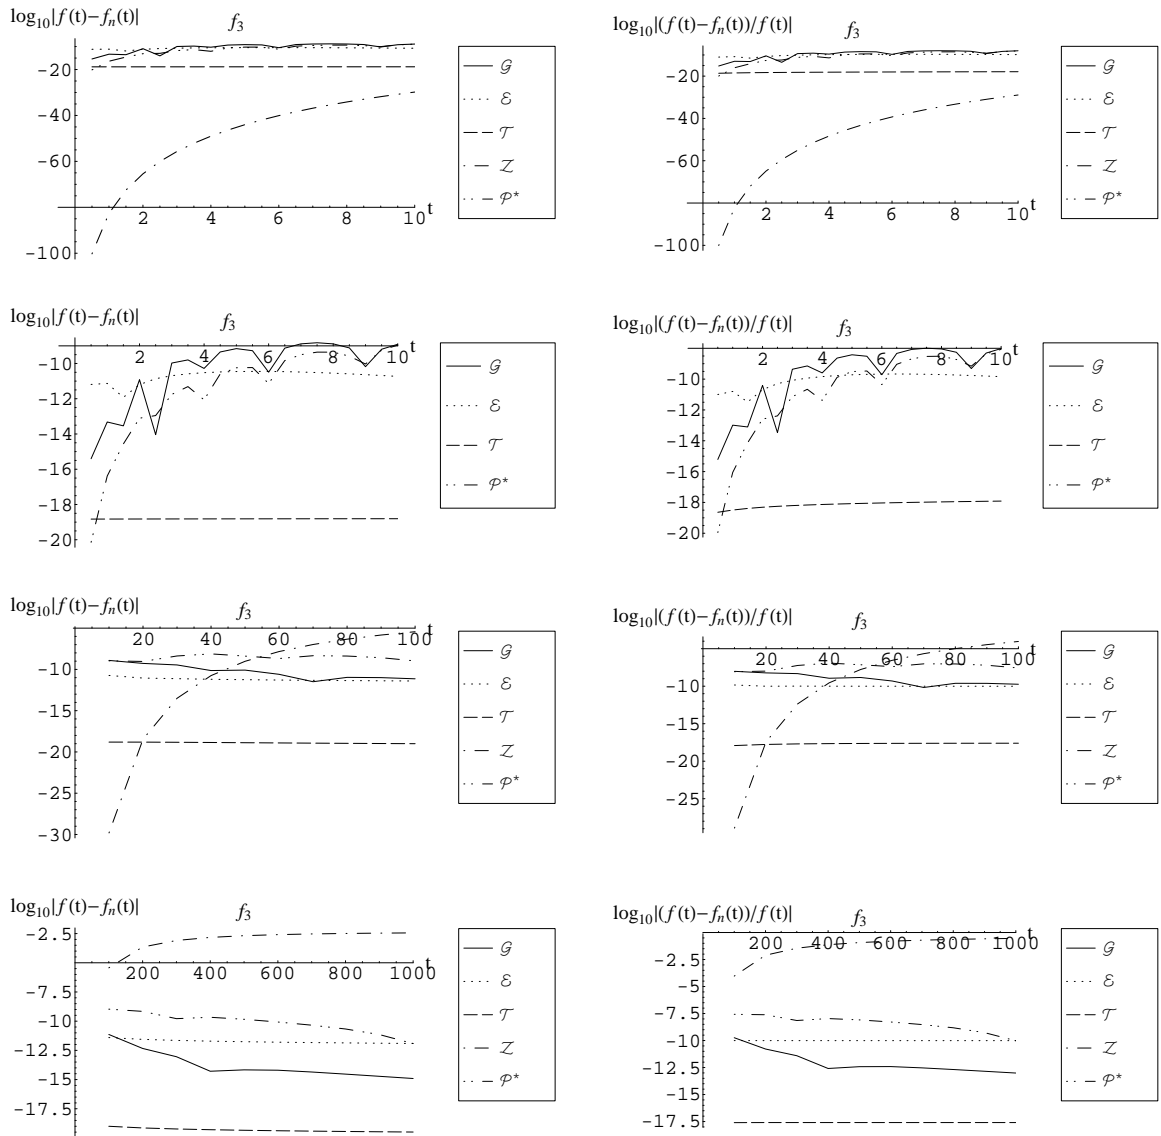 log10|f(t)−fn(t)|
f3
-20
-40
-60
-100
2 4 6 8 10 t
𝒢
ℰ
𝒯
𝒵
𝒫*
log10|(f(t)−fn(t))/f(t)|
f3
-20
-40
-60
-100
2 4 6 8 10 t
𝒢
ℰ
𝒯
𝒵
𝒫*
log10|f(t)−fn(t)|
f3
2 4 6 8 10 t
-10
-12
-14
-16
-18
-20
𝒢
ℰ
𝒯
𝒫*
log10|(f(t)−fn(t))/f(t)|
f3
2 4 6 8 10 t
-10
-12
-14
-16
-18
-20
𝒢
ℰ
𝒯
𝒫*
log10|f(t)−fn(t)|
f3
20 40 60 80 100 t
-10
-15
-20
-25
-30
𝒢
ℰ
𝒯
𝒵
𝒫*
log10|(f(t)−fn(t))/f(t)|
f3
20 40 60 80 100 t
-10
-15
-20
-25
𝒢
ℰ
𝒯
𝒵
𝒫*
log10|f(t)−fn(t)|
f3
-2.5
200 400 600 800 1000 t
-7.5
-10
-12.5
-15
-17.5
𝒢
ℰ
𝒯
𝒵
𝒫*
log10|(f(t)−fn(t))/f(t)|
f3
200 400 600 800 1000 t
-2.5
-5
-7.5
-10
-12.5
-15
-17.5
𝒢
ℰ
𝒯
𝒵
𝒫*